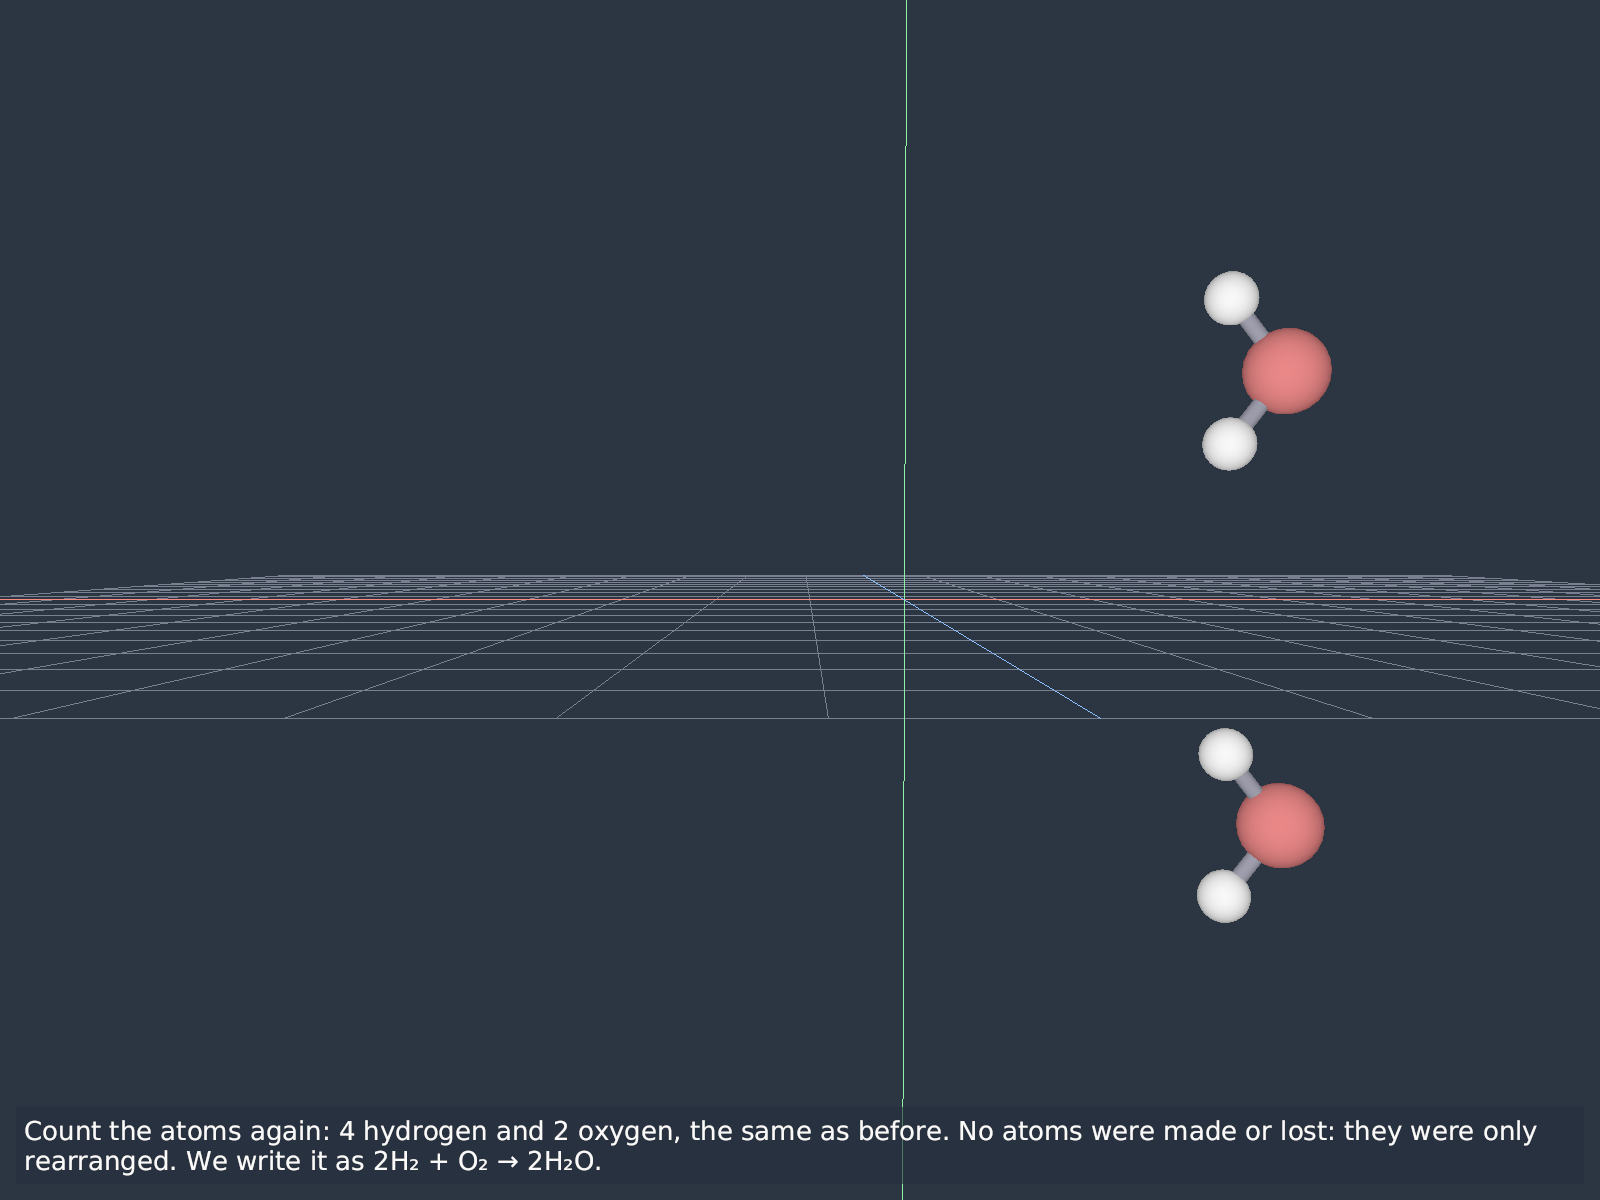 Count the atoms again: 4 hydrogen and 2 oxygen, the same as before. No atoms were made or lost: they were only
rearranged. We write it as 2H₂ + O₂ → 2H₂O.